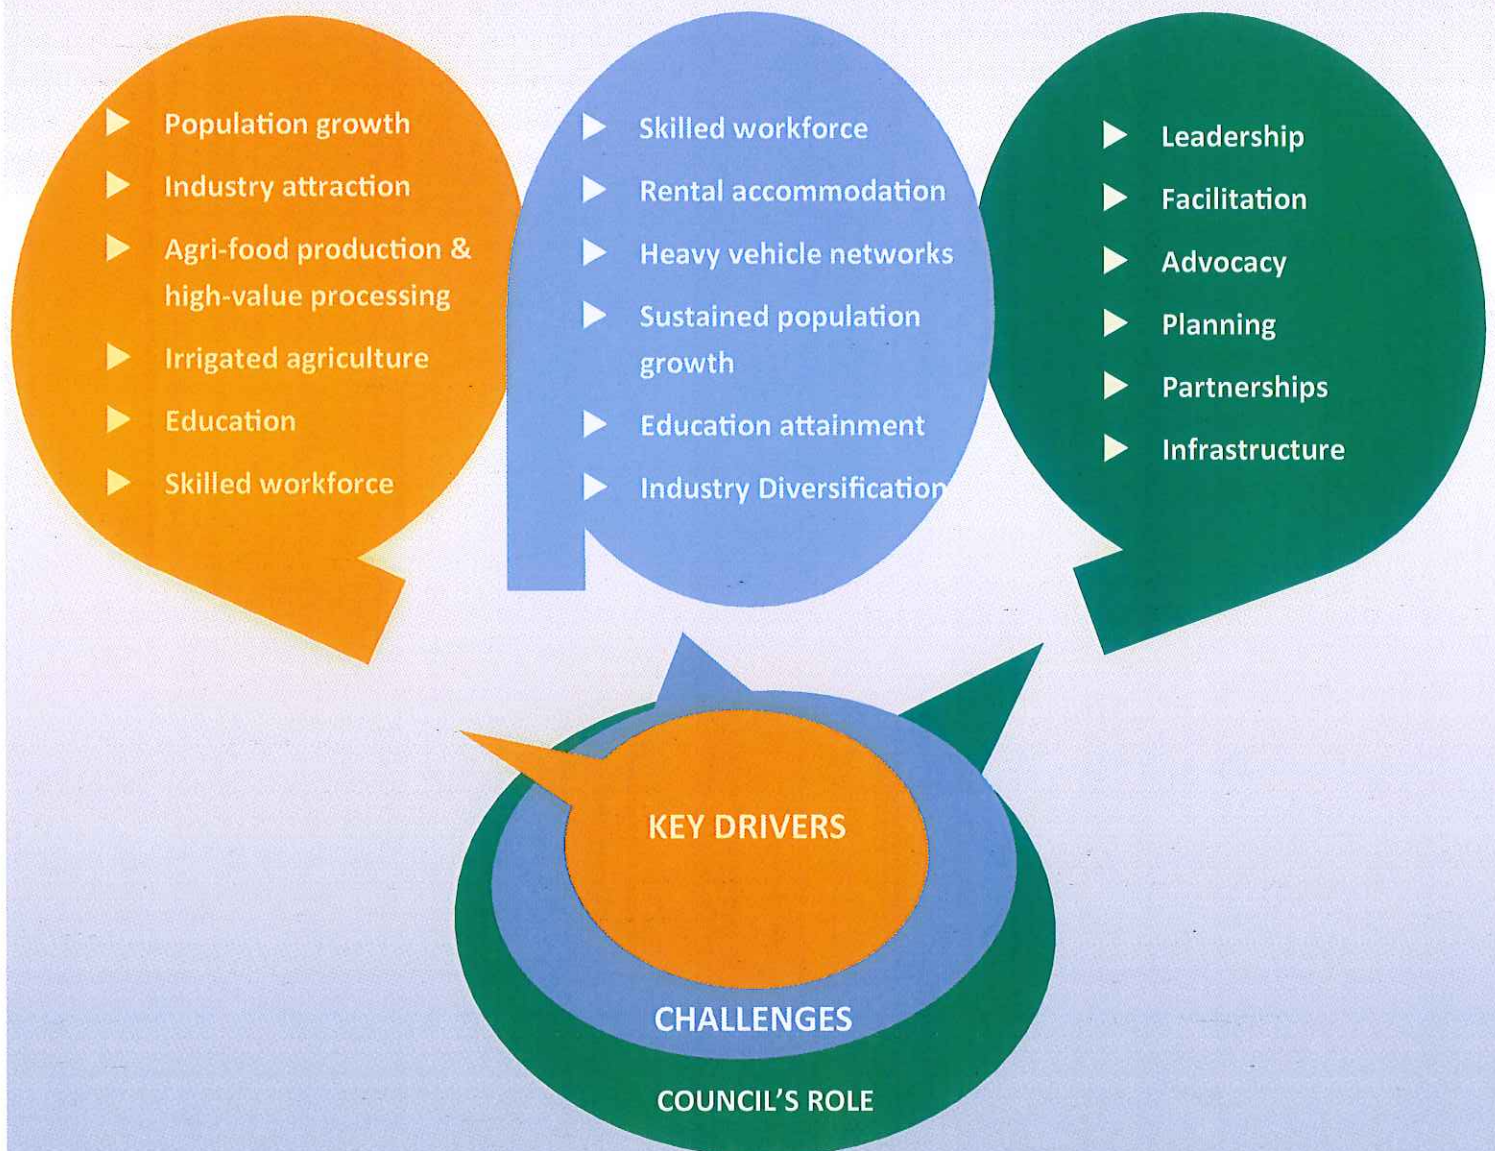 Population growth
Industry attraction
Agri-food production &
high-value processing
Irrigated agriculture
Education
Skilled workforce
Skilled workforce
Rental accommodation
Heavy vehicle networks
Sustained population
growth
Education attainment
Industry Diversification
Leadership
Facilitation
Advocacy
Planning
Partnerships
Infrastructure
KEY DRIVERS
CHALLENGES
COUNCIL'S ROLE